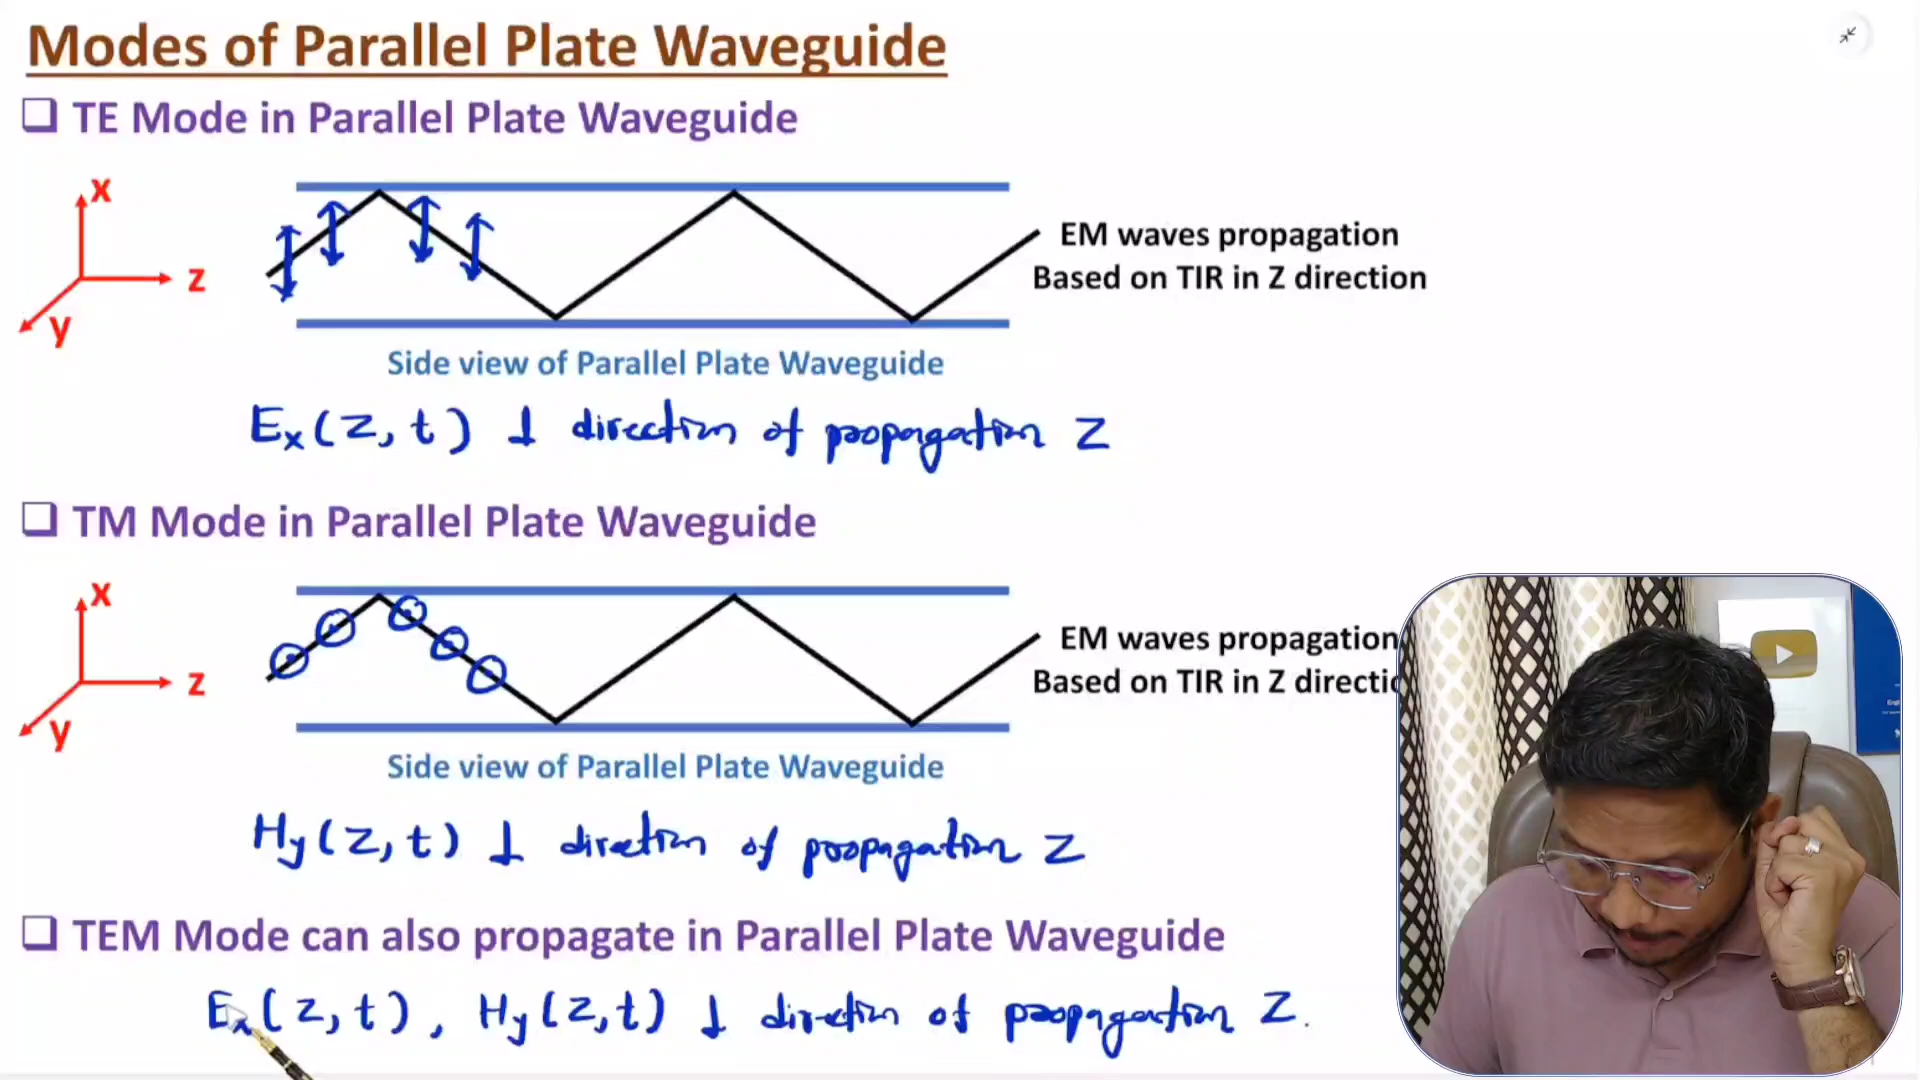 Modes of Parallel Plate Waveguide
❑ TE Mode in Parallel Plate Waveguide
x
z
y
EM waves propagation
Based on TIR in Z direction
Side view of Parallel Plate Waveguide
Ex(z, t) ⊥ direction of propagation Z
❑ TM Mode in Parallel Plate Waveguide
x
z
y
EM waves propagation
Based on TIR in Z directio
Side view of Parallel Plate Waveguide
Hy(z, t) ⊥ direction of propagation Z
❑ TEM Mode can also propagate in Parallel Plate Waveguide
Ex(z, t), Hy(z, t) ⊥ direction of propagation Z.